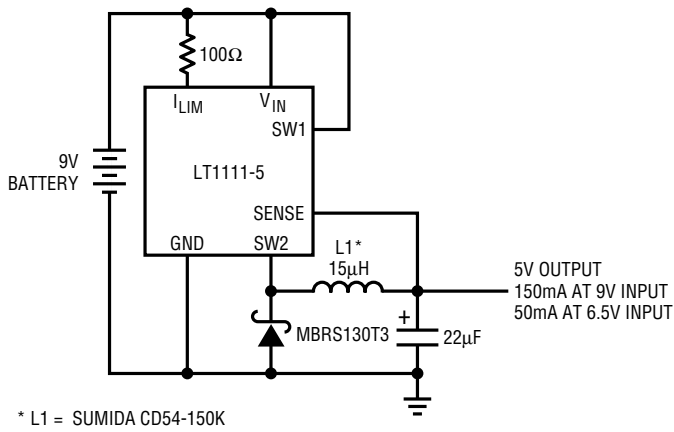 100Ω
I_LIM
V_IN
SW1
9V
BATTERY
LT1111-5
SENSE
GND
SW2
L1*
15µH
5V OUTPUT
150mA AT 9V INPUT
50mA AT 6.5V INPUT
+
MBRS130T3
22µF
* L1 = SUMIDA CD54-150K